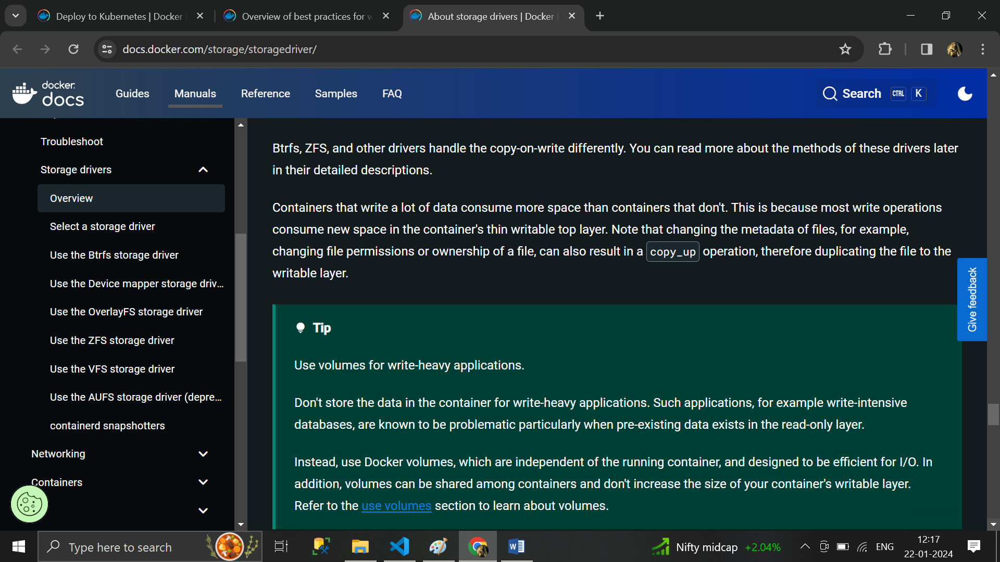 Deploy to Kubernetes | Docker
Overview of best practices for w
About storage drivers | Docker
docs.docker.com/storage/storagedriver/
docker
docs
Guides
Manuals
Reference
Samples
FAQ
Search
CTRL
K
Troubleshoot
Storage drivers
Overview
Select a storage driver
Use the Btrfs storage driver
Use the Device mapper storage driv...
Use the OverlayFS storage driver
Use the ZFS storage driver
Use the VFS storage driver
Use the AUFS storage driver (depre...
containerd snapshotters
Networking
Containers
Btrfs, ZFS, and other drivers handle the copy-on-write differently. You can read more about the methods of these drivers later
in their detailed descriptions.
Containers that write a lot of data consume more space than containers that don't. This is because most write operations
consume new space in the container's thin writable top layer. Note that changing the metadata of files, for example,
changing file permissions or ownership of a file, can also result in a copy_up operation, therefore duplicating the file to the
writable layer.
Tip
Use volumes for write-heavy applications.
Don't store the data in the container for write-heavy applications. Such applications, for example write-intensive
databases, are known to be problematic particularly when pre-existing data exists in the read-only layer.
Instead, use Docker volumes, which are independent of the running container, and designed to be efficient for I/O. In
addition, volumes can be shared among containers and don't increase the size of your container's writable layer.
Refer to the use volumes section to learn about volumes.
Give feedback
Type here to search
Nifty midcap +2.04%
ENG
12:17
22-01-2024